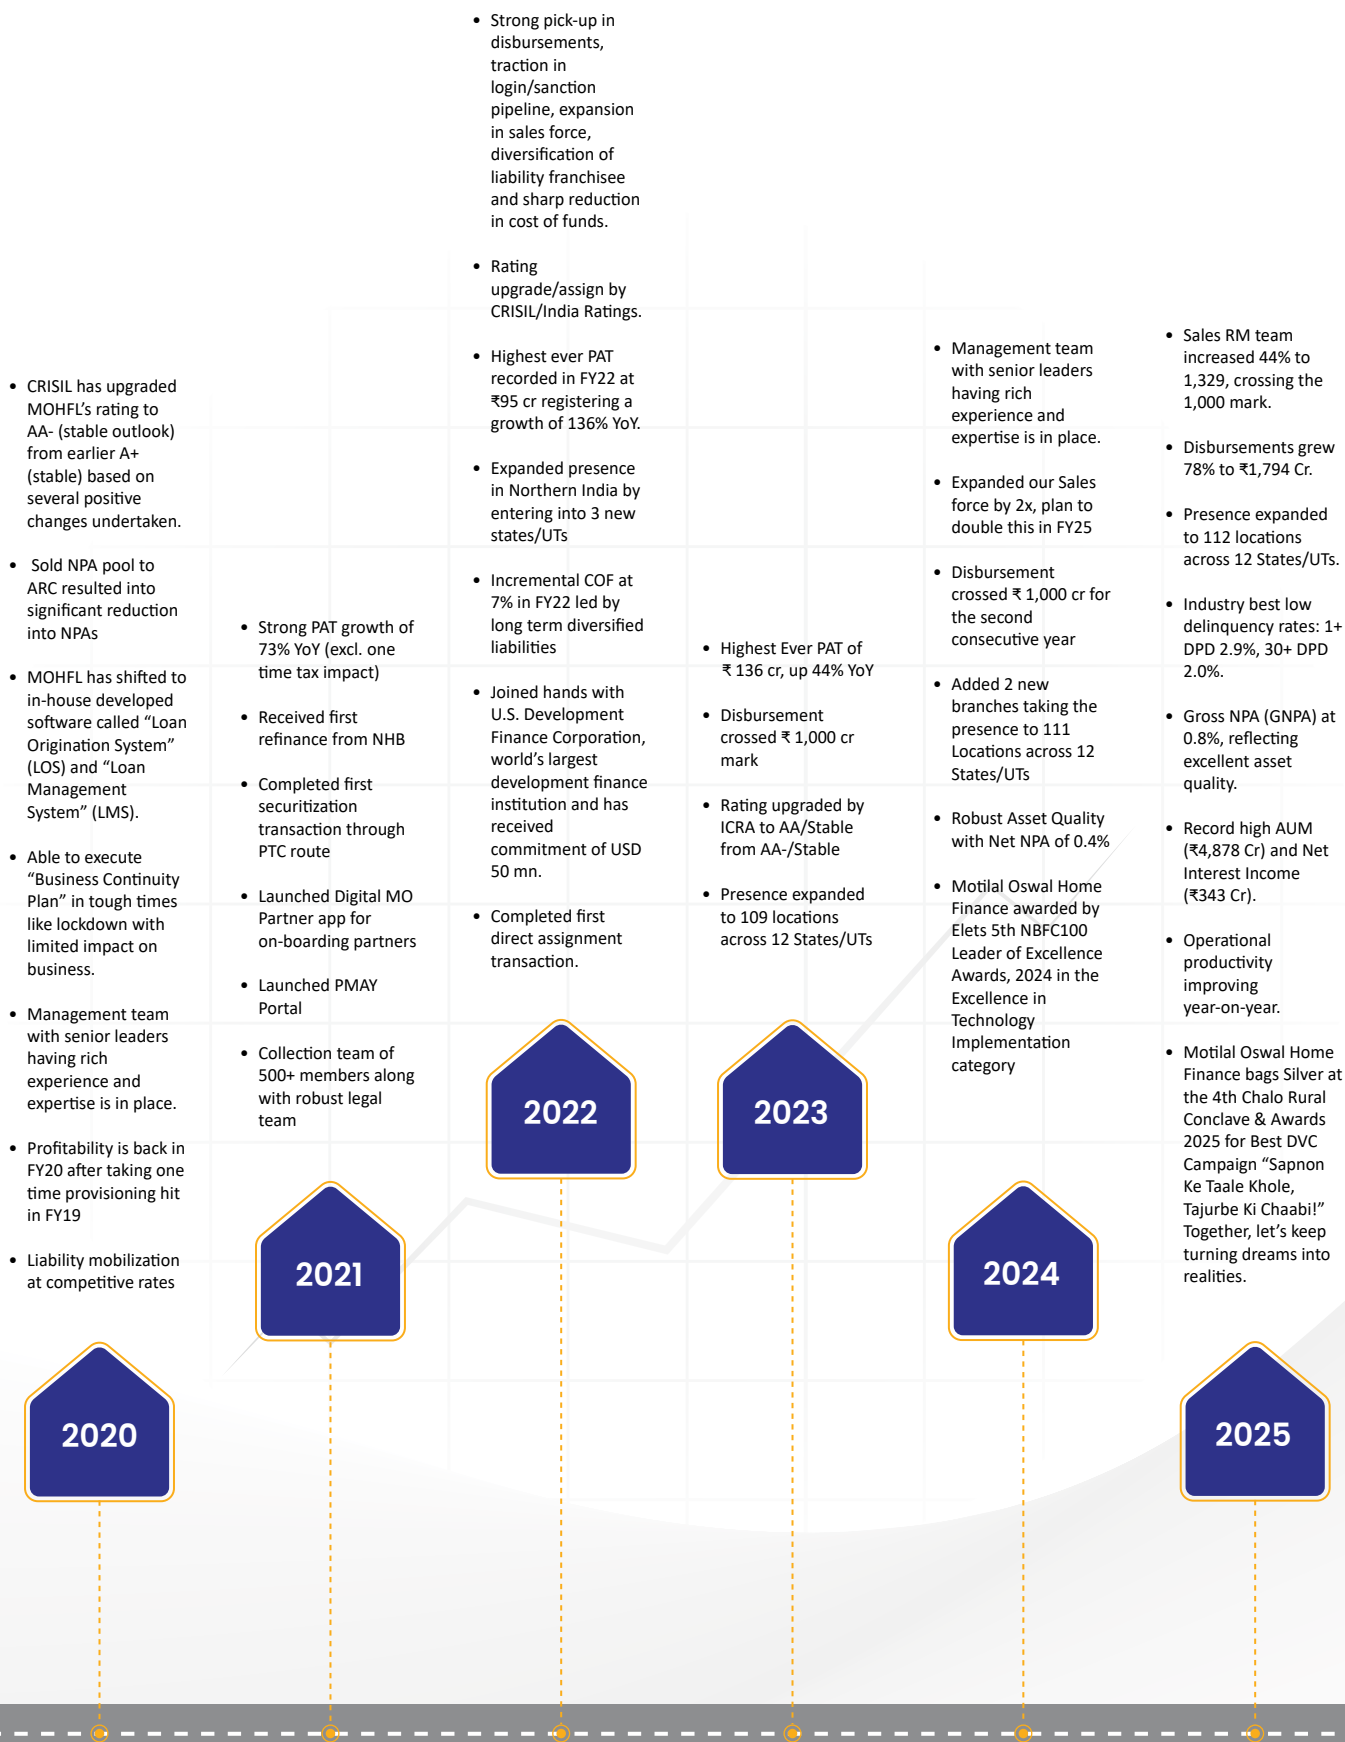 • CRISIL has upgraded
MOHFL’s rating to
AA- (stable outlook)
from earlier A+
(stable) based on
several positive
changes undertaken.
• Sold NPA pool to
ARC resulted into
significant reduction
into NPAs
• MOHFL has shifted to
in-house developed
software called “Loan
Origination System”
(LOS) and “Loan
Management
System” (LMS).
• Able to execute
“Business Continuity
Plan” in tough times
like lockdown with
limited impact on
business.
• Management team
with senior leaders
having rich
experience and
expertise is in place.
• Profitability is back in
FY20 after taking one
time provisioning hit
in FY19
• Liability mobilization
at competitive rates
2020
• Strong PAT growth of
73% YoY (excl. one
time tax impact)
• Received first
refinance from NHB
• Completed first
securitization
transaction through
PTC route
• Launched Digital MO
Partner app for
on-boarding partners
• Launched PMAY
Portal
• Collection team of
500+ members along
with robust legal
team
2021
• Strong pick-up in
disbursements,
traction in
login/sanction
pipeline, expansion
in sales force,
diversification of
liability franchisee
and sharp reduction
in cost of funds.
• Rating
upgrade/assign by
CRISIL/India Ratings.
• Highest ever PAT
recorded in FY22 at
₹95 cr registering a
growth of 136% YoY.
• Expanded presence
in Northern India by
entering into 3 new
states/UTs
• Incremental COF at
7% in FY22 led by
long term diversified
liabilities
• Joined hands with
U.S. Development
Finance Corporation,
world’s largest
development finance
institution and has
received
commitment of USD
50 mn.
• Completed first
direct assignment
transaction.
2022
• Highest Ever PAT of
₹ 136 cr, up 44% YoY
• Disbursement
crossed ₹ 1,000 cr
mark
• Rating upgraded by
ICRA to AA/Stable
from AA-/Stable
• Presence expanded
to 109 locations
across 12 States/UTs
2023
• Management team
with senior leaders
having rich
experience and
expertise is in place.
• Expanded our Sales
force by 2x, plan to
double this in FY25
• Disbursement
crossed ₹ 1,000 cr for
the second
consecutive year
• Added 2 new
branches taking the
presence to 111
Locations across 12
States/UTs
• Robust Asset Quality
with Net NPA of 0.4%
• Motilal Oswal Home
Finance awarded by
Elets 5th NBFC100
Leader of Excellence
Awards, 2024 in the
Excellence in
Technology
Implementation
category
2024
• Sales RM team
increased 44% to
1,329, crossing the
1,000 mark.
• Disbursements grew
78% to ₹1,794 Cr.
• Presence expanded
to 112 locations
across 12 States/UTs.
• Industry best low
delinquency rates: 1+
DPD 2.9%, 30+ DPD
2.0%.
• Gross NPA (GNPA) at
0.8%, reflecting
excellent asset
quality.
• Record high AUM
(₹4,878 Cr) and Net
Interest Income
(₹343 Cr).
• Operational
productivity
improving
year-on-year.
• Motilal Oswal Home
Finance bags Silver at
the 4th Chalo Rural
Conclave & Awards
2025 for Best DVC
Campaign “Sapnon
Ke Taale Khole,
Tajurbe Ki Chaabi!”
Together, let’s keep
turning dreams into
realities.
2025